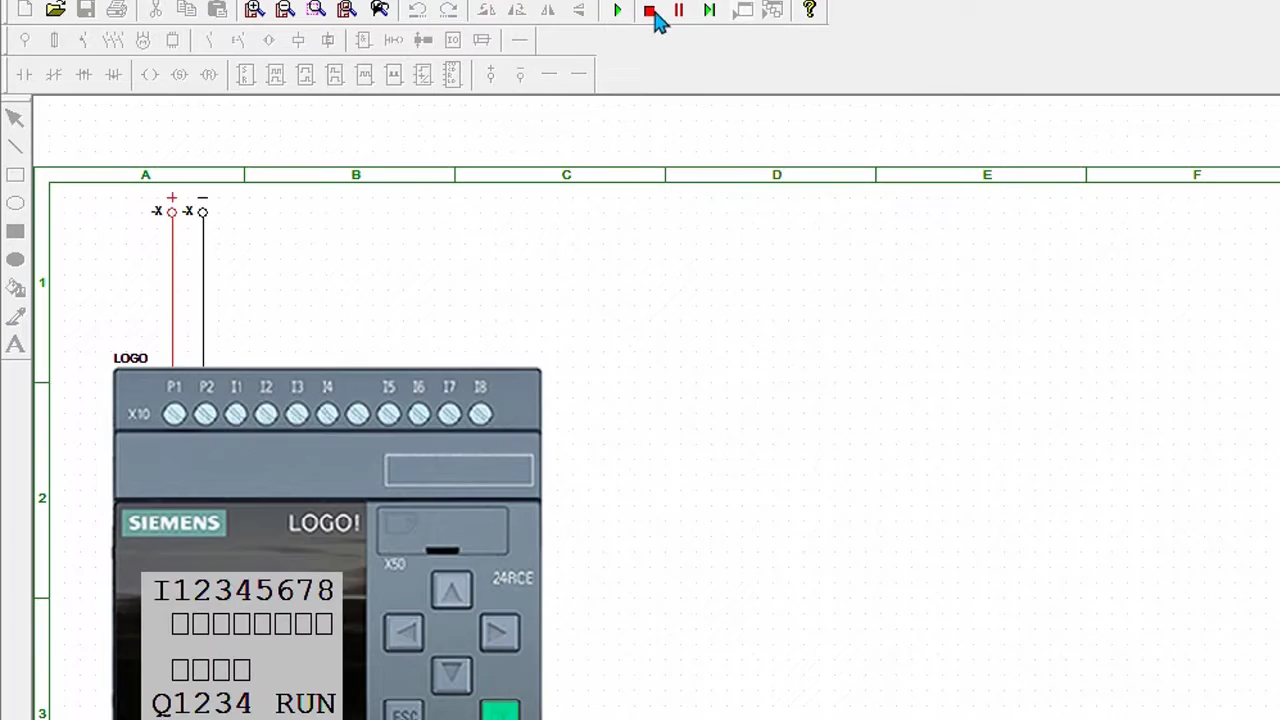 A B C D E F
+ −
-X -X
1
LOGO
P1 P2 I1 I2 I3 I4 I5 I6 I7 I8
X10
2
SIEMENS LOGO!
X50
24RCE
I12345678
Q1234 RUN
ESC
3